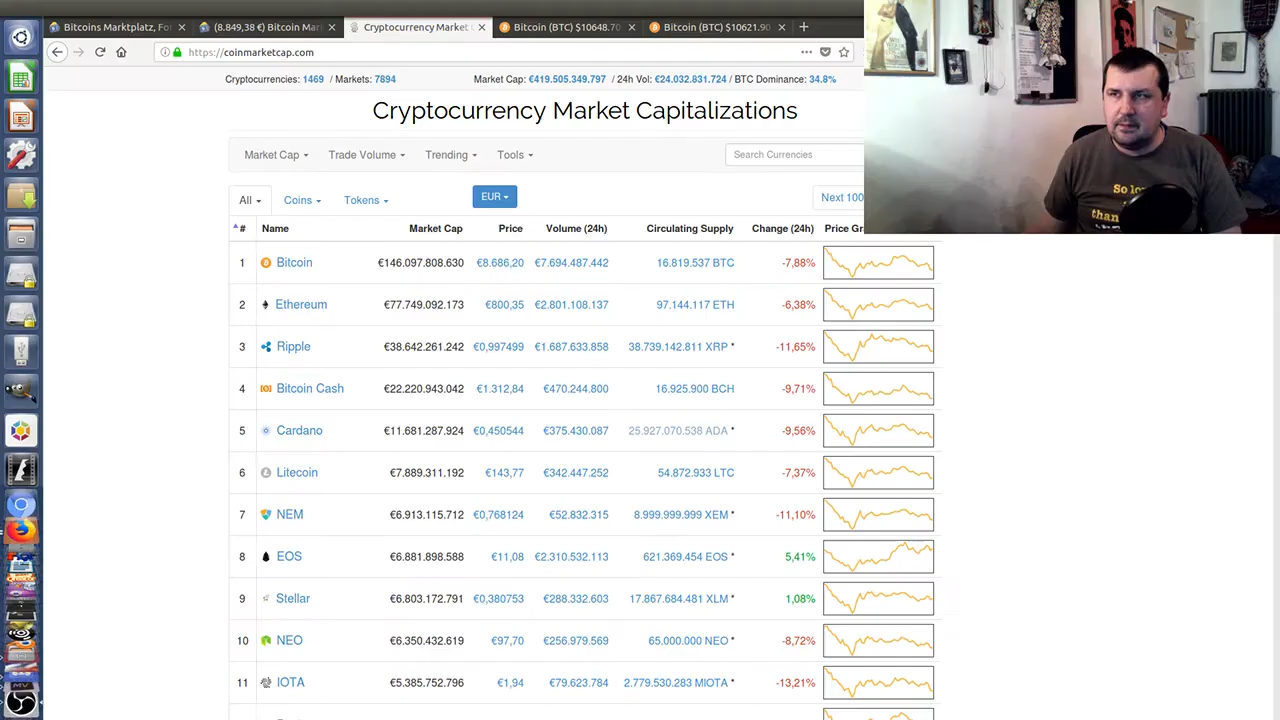 Bitcoins Marktplatz, For
(8.849,38 €) Bitcoin Mar
Cryptocurrency Market C
Bitcoin (BTC) $10648.70
Bitcoin (BTC) $10621.90
https://coinmarketcap.com
Cryptocurrencies: 1469 / Markets: 7894
Market Cap: €419.505.349.797 / 24h Vol: €24.032.831.724 / BTC Dominance: 34.8%
Cryptocurrency Market Capitalizations
Market Cap Trade Volume Trending Tools
Search Currencies
All Coins Tokens EUR Next 100
# Name Market Cap Price Volume (24h) Circulating Supply Change (24h) Price Gr
1 Bitcoin €146.097.808.630 €8.686,20 €7.694.487.442 16.819.537 BTC -7,88%
2 Ethereum €77.749.092.173 €800,35 €2.801.108.137 97.144.117 ETH -6,38%
3 Ripple €38.642.261.242 €0,997499 €1.687.633.858 38.739.142.811 XRP * -11,65%
4 Bitcoin Cash €22.220.943.042 €1.312,84 €470.244.800 16.925.900 BCH -9,71%
5 Cardano €11.681.287.924 €0,450544 €375.430.087 25.927.070.538 ADA * -9,56%
6 Litecoin €7.889.311.192 €143,77 €342.447.252 54.872.933 LTC -7,37%
7 NEM €6.913.115.712 €0,768124 €52.832.315 8.999.999.999 XEM * -11,10%
8 EOS €6.881.898.588 €11,08 €2.310.532.113 621.369.454 EOS * 5,41%
9 Stellar €6.803.172.791 €0,380753 €288.332.603 17.867.684.481 XLM * 1,08%
10 NEO €6.350.432.619 €97,70 €256.979.569 65.000.000 NEO * -8,72%
11 IOTA €5.385.752.796 €1,94 €79.623.784 2.779.530.283 MIOTA * -13,21%
So lo
than